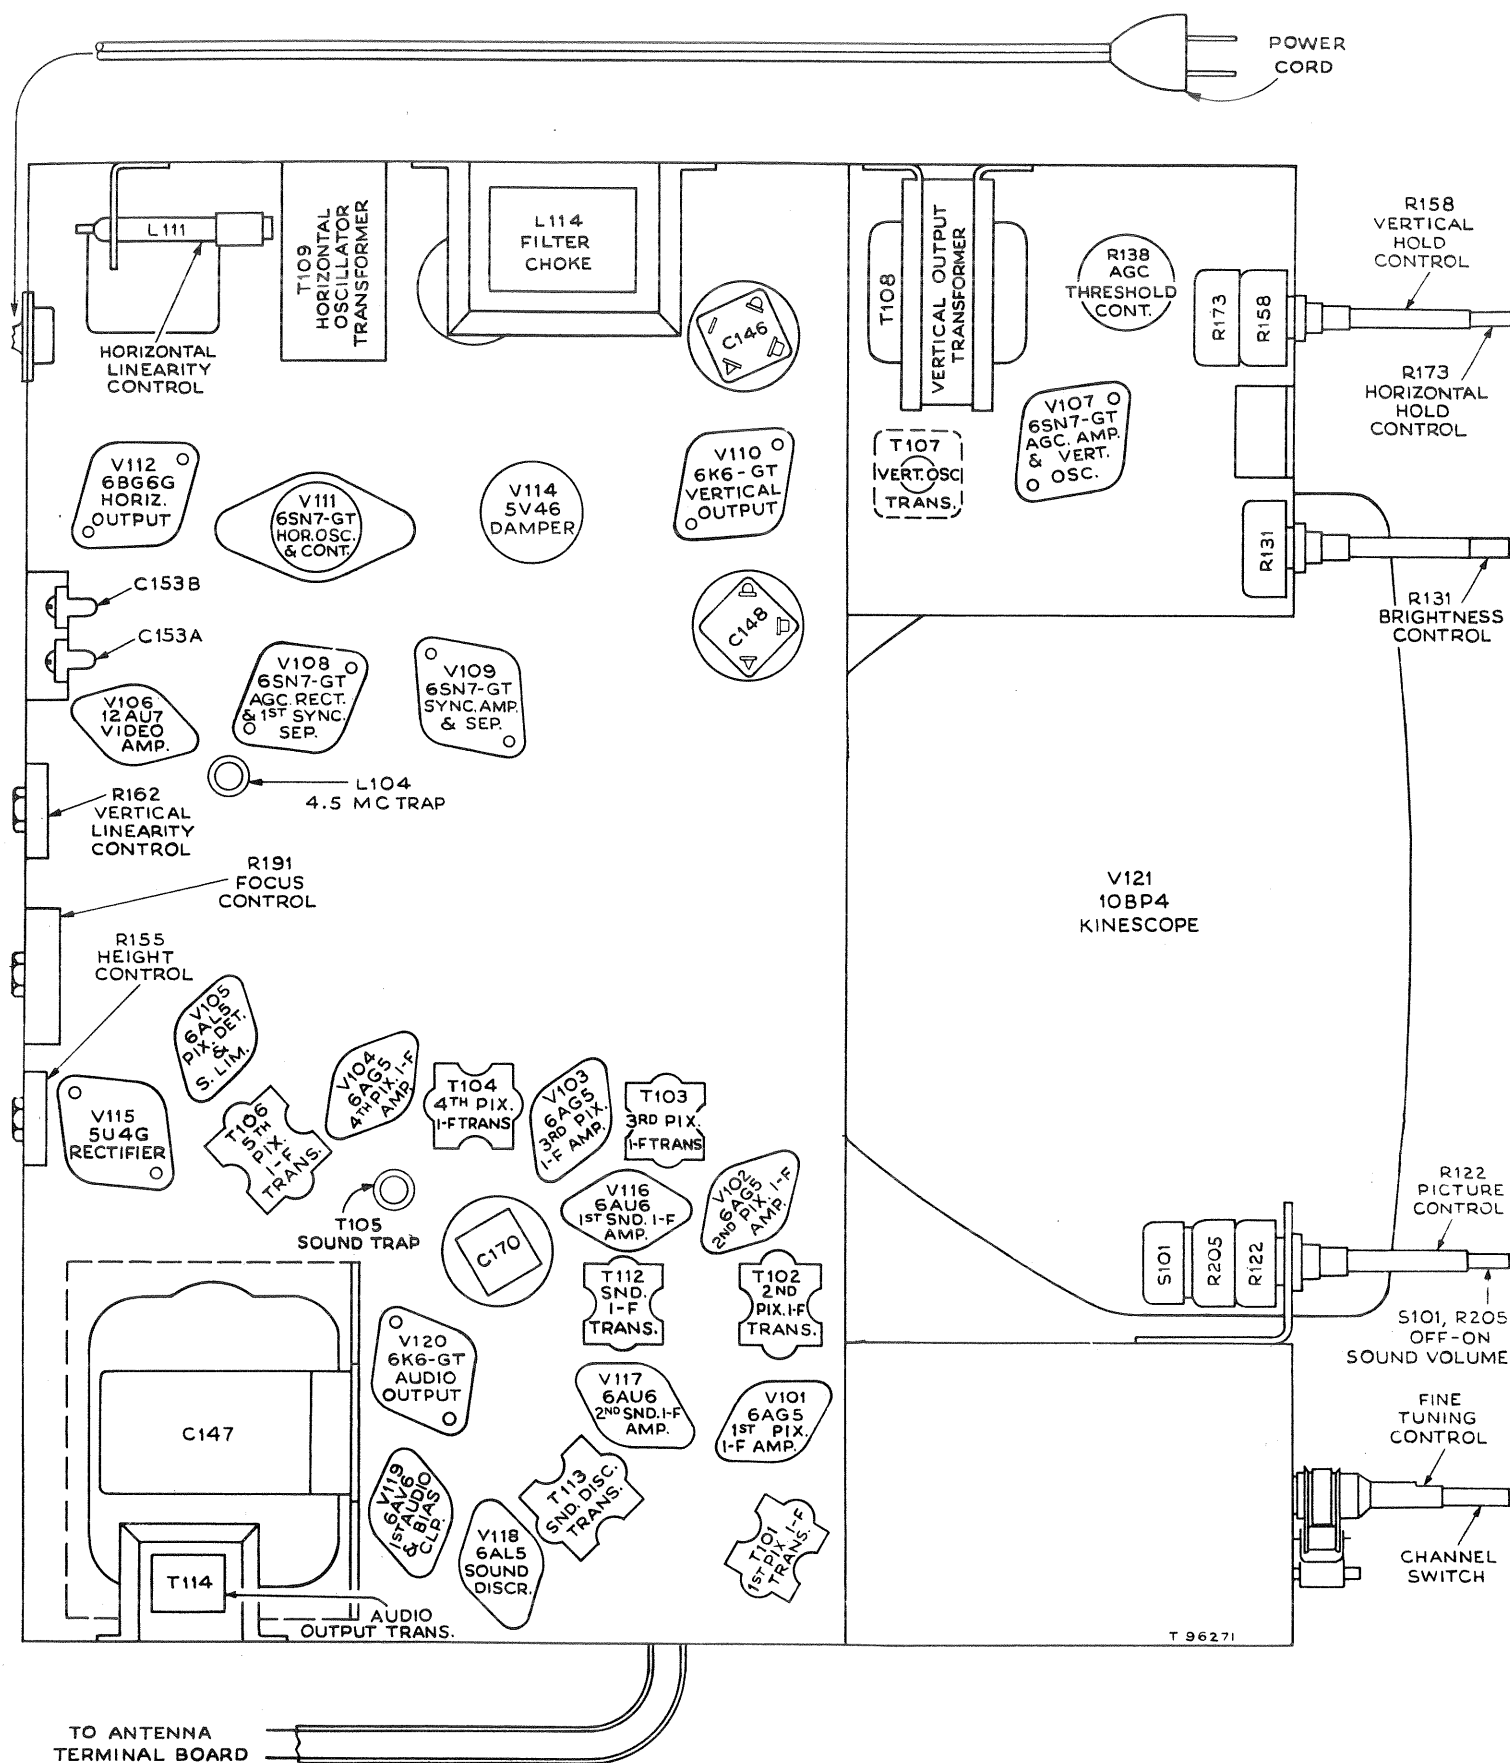 POWER
CORD
L111
T109
HORIZONTAL
OSCILLATOR
TRANSFORMER
L114
FILTER
CHOKE
C146
T108
VERTICAL OUTPUT
TRANSFORMER
R138
AGC
THRESHOLD
CONT.
R173
R158
R158
VERTICAL
HOLD
CONTROL
R173
HORIZONTAL
HOLD
CONTROL
HORIZONTAL
LINEARITY
CONTROL
V112
6BG6G
HORIZ.
OUTPUT
V111
6SN7-GT
HOR.OSC.
& CONT.
V114
5V46
DAMPER
V110
6K6-GT
VERTICAL
OUTPUT
T107
VERT.OSC
TRANS.
V107
6SN7-GT
AGC. AMP.
& VERT.
OSC.
R131
R131
BRIGHTNESS
CONTROL
C153B
C153A
C148
V106
12AU7
VIDEO
AMP.
V108
6SN7-GT
AGC. RECT.
& 1ST SYNC.
SEP.
V109
6SN7-GT
SYNC. AMP.
& SEP.
L104
4.5 MC TRAP
R162
VERTICAL
LINEARITY
CONTROL
R191
FOCUS
CONTROL
R155
HEIGHT
CONTROL
V121
10BP4
KINESCOPE
V105
6AL5
PIX. DET.
&
S. LIM.
V104
6AG5
4TH PIX. I-F
AMP.
T104
4TH PIX.
I-F TRANS
V103
6AG5
3RD PIX.
I-F AMP.
T103
3RD PIX.
I-F TRANS
V115
5U4G
RECTIFIER
T106
5TH
PIX.
I-F
TRANS.
T105
SOUND TRAP
C170
V116
6AU6
1ST SND. I-F
AMP.
V102
6AG5
2ND PIX. I-F
AMP.
R122
PICTURE
CONTROL
S101
R205
R122
S101, R205
OFF-ON
SOUND VOLUME
T112
SND.
I-F
TRANS.
T102
2ND
PIX. I-F
TRANS.
V120
6K6-GT
AUDIO
OUTPUT
V117
6AU6
2ND SND. I-F
AMP.
V101
6AG5
1ST PIX.
I-F AMP.
C147
FINE
TUNING
CONTROL
V119
6AV6
1ST AUDIO
& BIAS
CLP.
V118
6AL5
SOUND
DISCR.
T113
SND. DISC.
TRANS.
T101
1ST PIX. I-F
TRANS.
CHANNEL
SWITCH
T114
AUDIO
OUTPUT TRANS.
T 96271
TO ANTENNA
TERMINAL BOARD